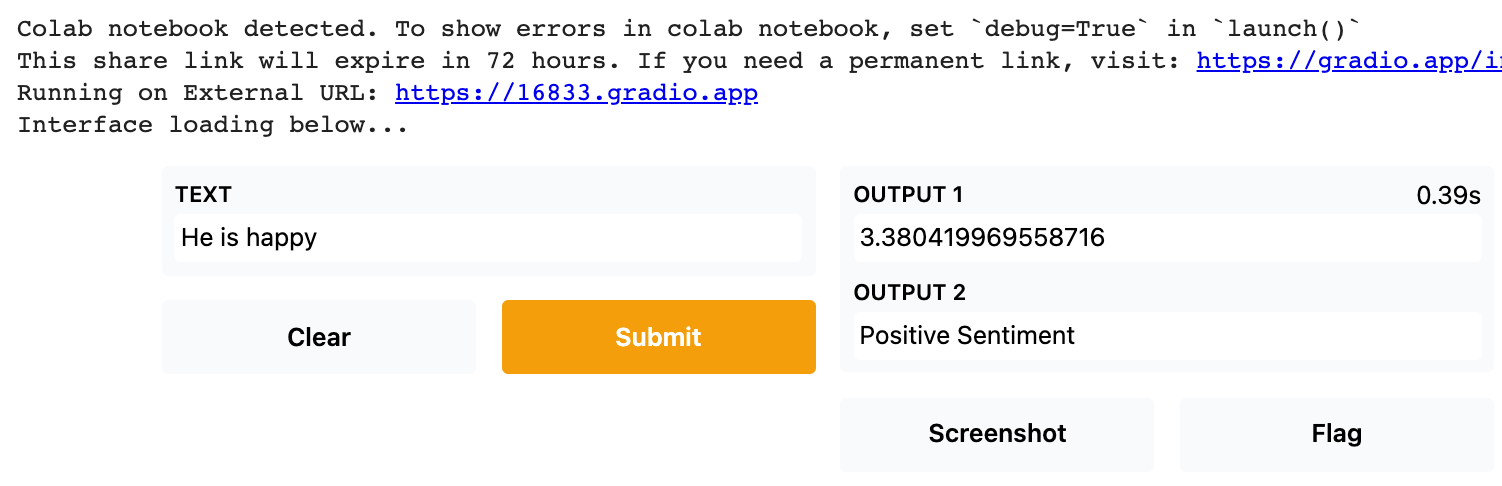 Colab notebook detected. To show errors in colab notebook, set `debug=True` in `launch()`
This share link will expire in 72 hours. If you need a permanent link, visit: https://gradio.app/i
Running on External URL: https://16833.gradio.app
Interface loading below...
TEXT
He is happy
Clear
Submit
OUTPUT 1
0.39s
3.380419969558716
OUTPUT 2
Positive Sentiment
Screenshot
Flag